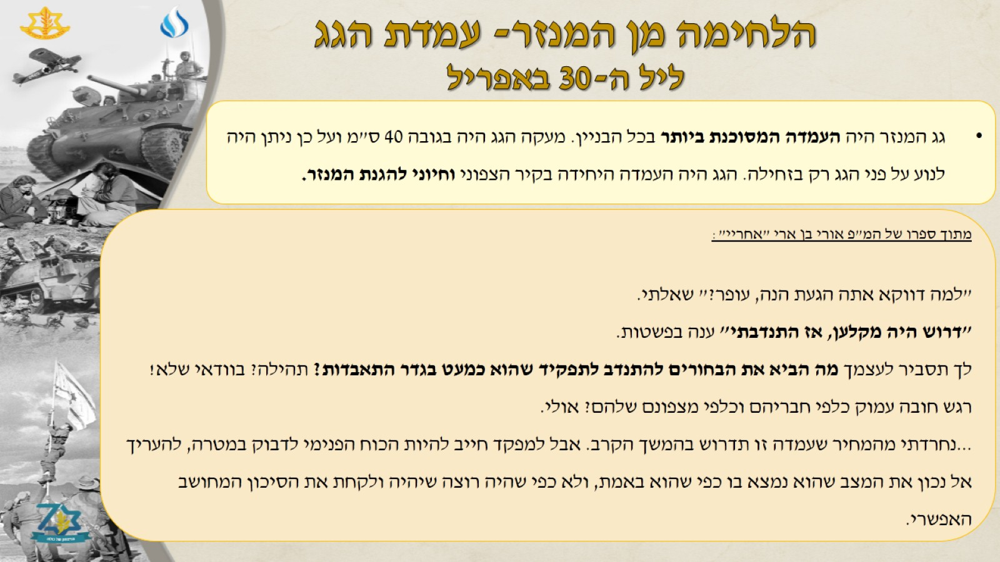 הלחימה מן המנזר- עמדת הגג
ליל ה-30 באפריל
• גג המנזר היה העמדה המסוכנת ביותר בכל הבניין. מעקה הגג היה בגובה 40 ס״מ ועל כן ניתן היה
לנוע על פני הגג רק בזחילה. הגג היה העמדה היחידה בקיר הצפוני וחיוני להגנת המנזר.
מתוך ספרו של המ״פ אורי בן ארי ״אחריי״:
״למה דווקא אתה הגעת הנה, עופר?״ שאלתי.
״דרוש היה מקלען, אז התנדבתי״ ענה בפשטות.
לך תסביר לעצמך מה הביא את הבחורים להתנדב לתפקיד שהוא כמעט בגדר התאבדות? תהילה? בוודאי שלא!
רגש חובה עמוק כלפי חבריהם וכלפי מצפונם שלהם? אולי.
...נחרדתי מהמחיר שעמדה זו תדרוש בהמשך הקרב. אבל למפקד חייב להיות הכוח הפנימי לדבוק במטרה, להעריך
אל נכון את המצב שהוא נמצא בו כפי שהוא באמת, ולא כפי שהיה רוצה שיהיה ולקחת את הסיכון המחושב
האפשרי.
70